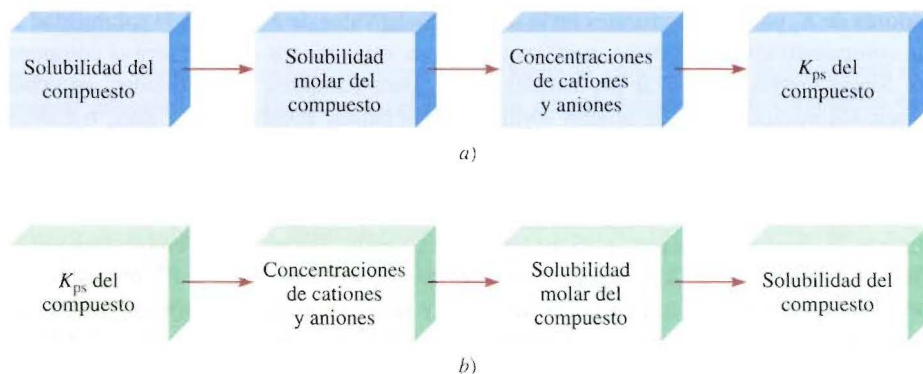 Solubilidad del
compuesto
Solubilidad
molar del
compuesto
Concentraciones
de cationes
y aniones
Kps del
compuesto
a)
Kps del
compuesto
Concentraciones
de cationes
y aniones
Solubilidad
molar del
compuesto
Solubilidad del
compuesto
b)